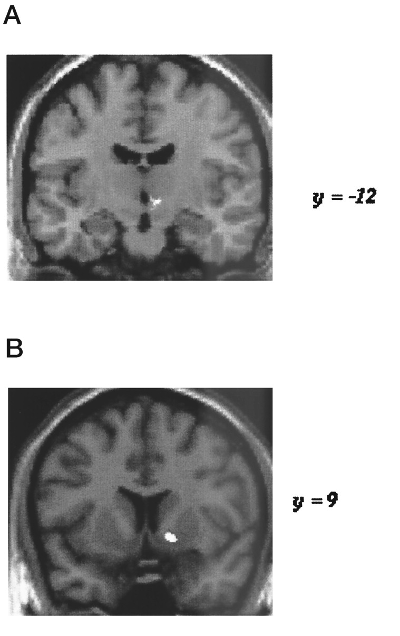 A
y = -12
B
y = 9